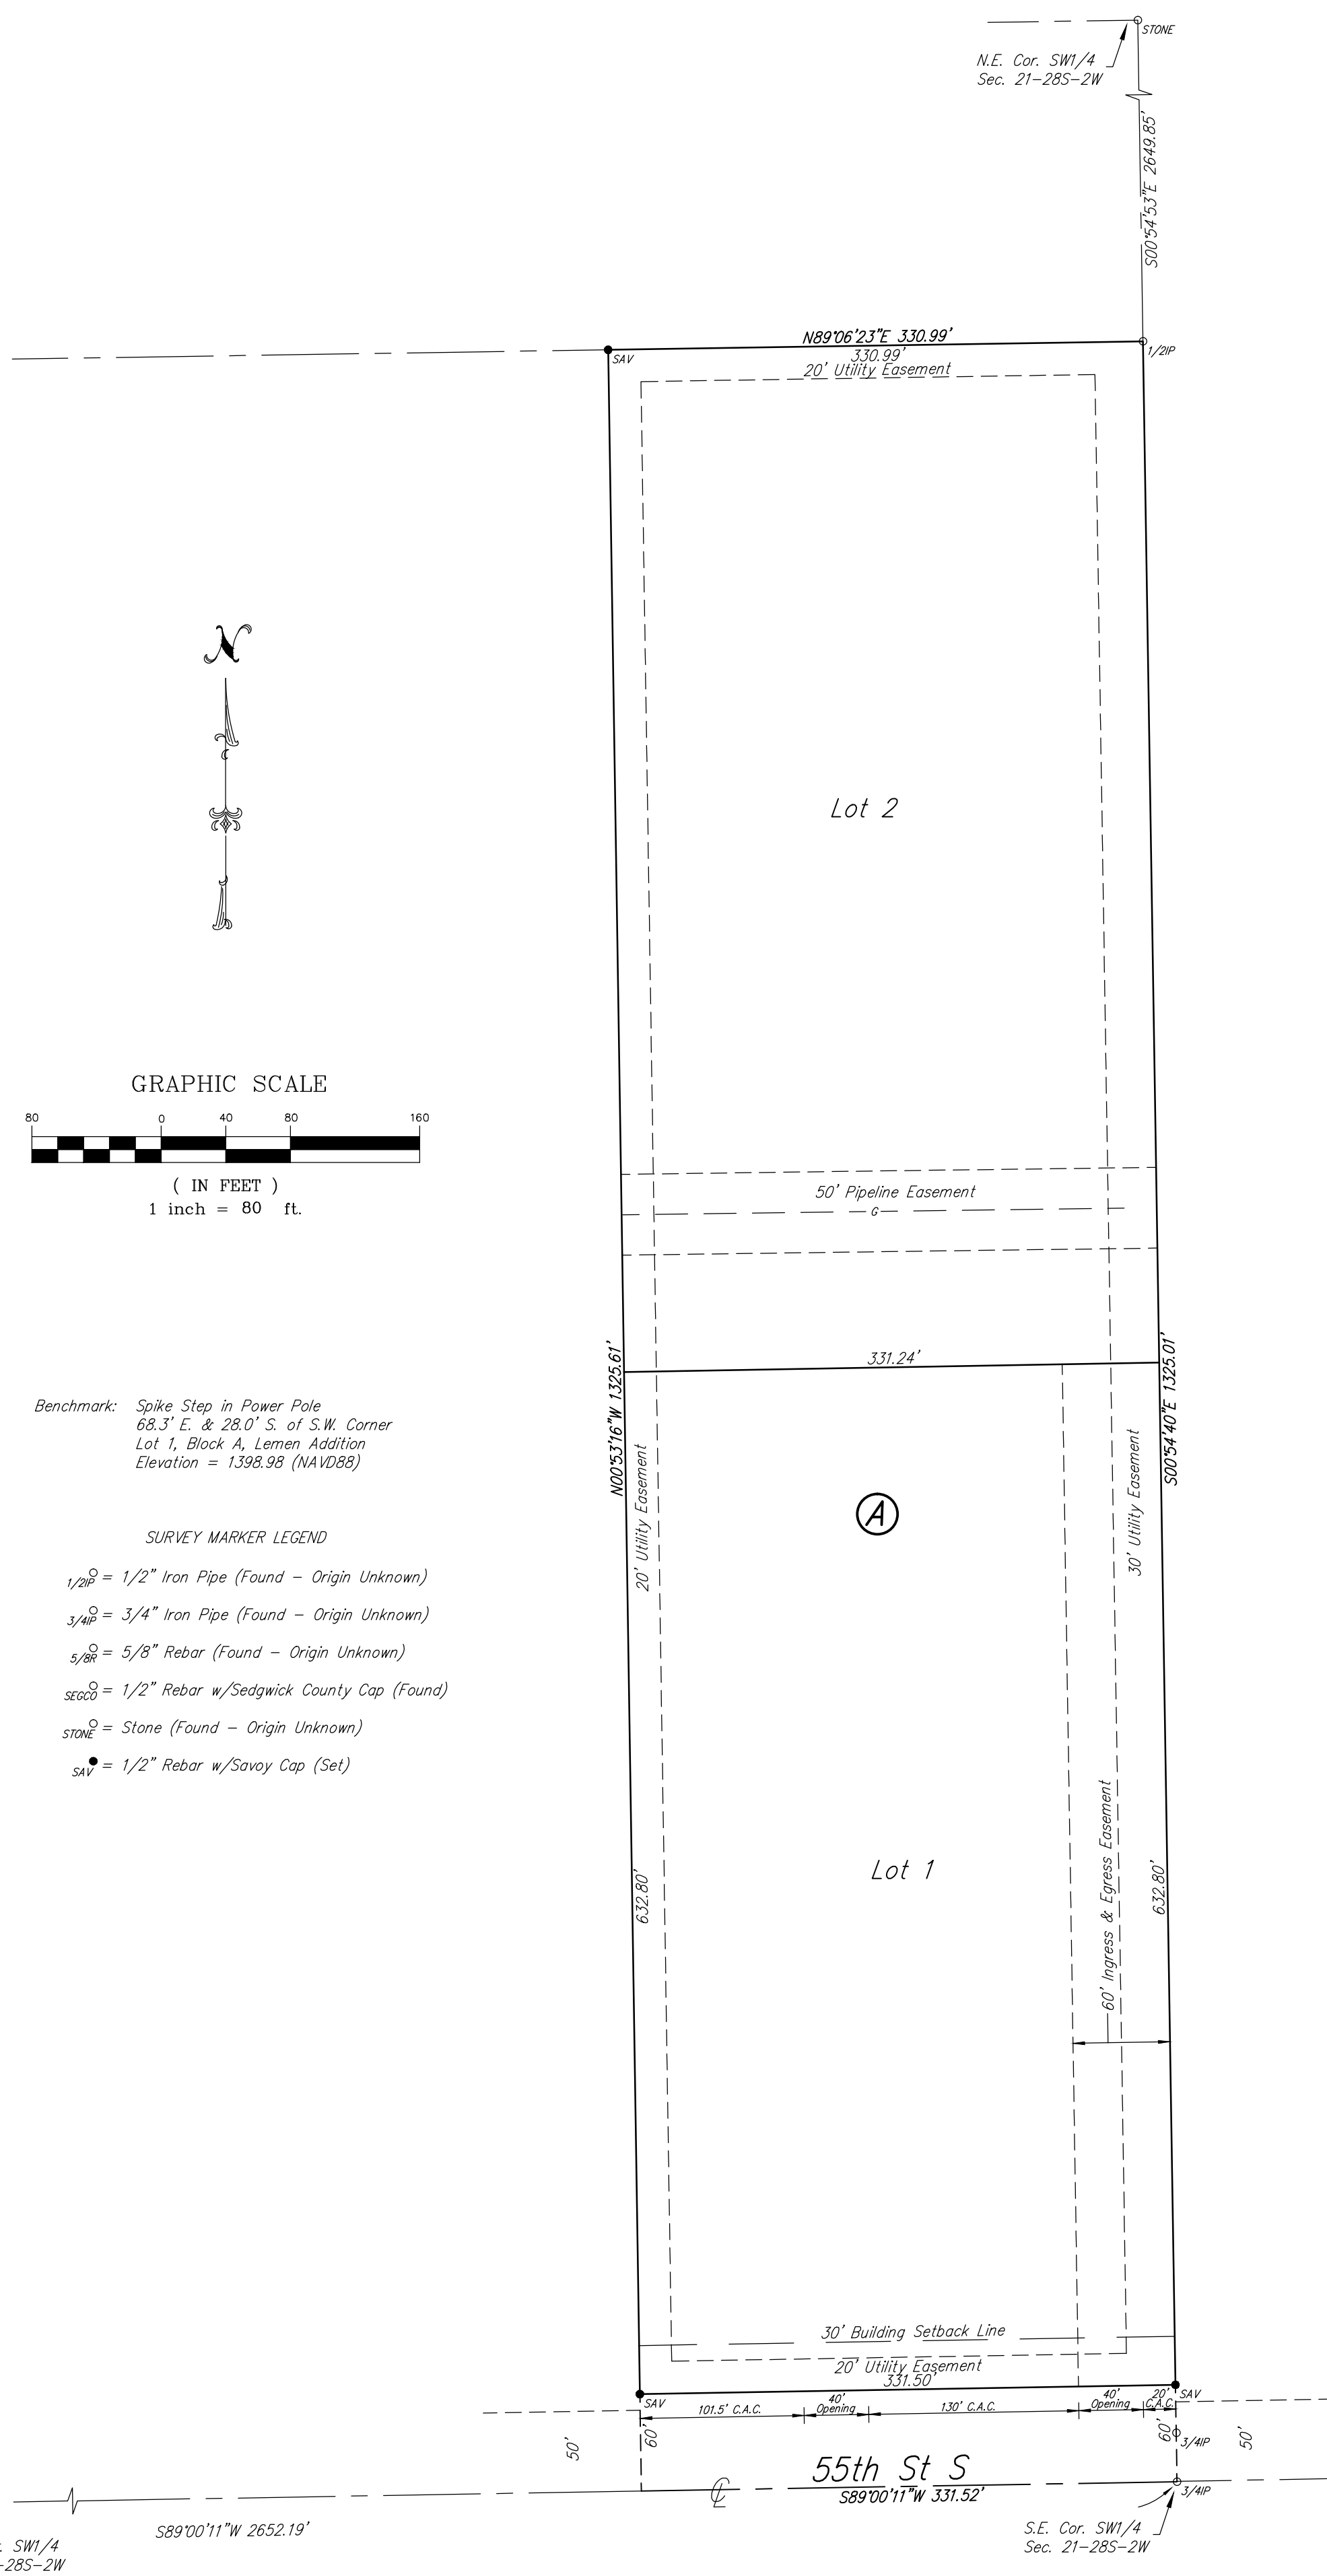 STONE
N.E. Cor. SW1/4
Sec. 21-28S-2W
S00°54'53"E 2649.85'
N89°06'23"E 330.99'
330.99'
20' Utility Easement
SAV
1/2IP
N
Lot 2
GRAPHIC SCALE
80 0 40 80 160
( IN FEET )
1 inch = 80 ft.
50' Pipeline Easement
G
331.24'
N00°53'16"W 1325.61'
S00°54'40"E 1325.01'
Benchmark: Spike Step in Power Pole
68.3' E. & 28.0' S. of S.W. Corner
Lot 1, Block A, Lemen Addition
Elevation = 1398.98 (NAVD88)
20' Utility Easement
30' Utility Easement
A
SURVEY MARKER LEGEND
1/2IP = 1/2" Iron Pipe (Found - Origin Unknown)
3/4IP = 3/4" Iron Pipe (Found - Origin Unknown)
5/8R = 5/8" Rebar (Found - Origin Unknown)
SEGCO = 1/2" Rebar w/Sedgwick County Cap (Found)
STONE = Stone (Found - Origin Unknown)
SAV = 1/2" Rebar w/Savoy Cap (Set)
60' Ingress & Egress Easement
Lot 1
632.80'
632.80'
30' Building Setback Line
20' Utility Easement
331.50'
SAV
SAV
101.5' C.A.C.
40'
Opening
130' C.A.C.
40'
Opening
20'
C.A.C.
50'
60'
60'
50'
3/4IP
55th St S
S89°00'11"W 331.52'
3/4IP
S89°00'11"W 2652.19'
S.E. Cor. SW1/4
Sec. 21-28S-2W
. SW1/4
-28S-2W